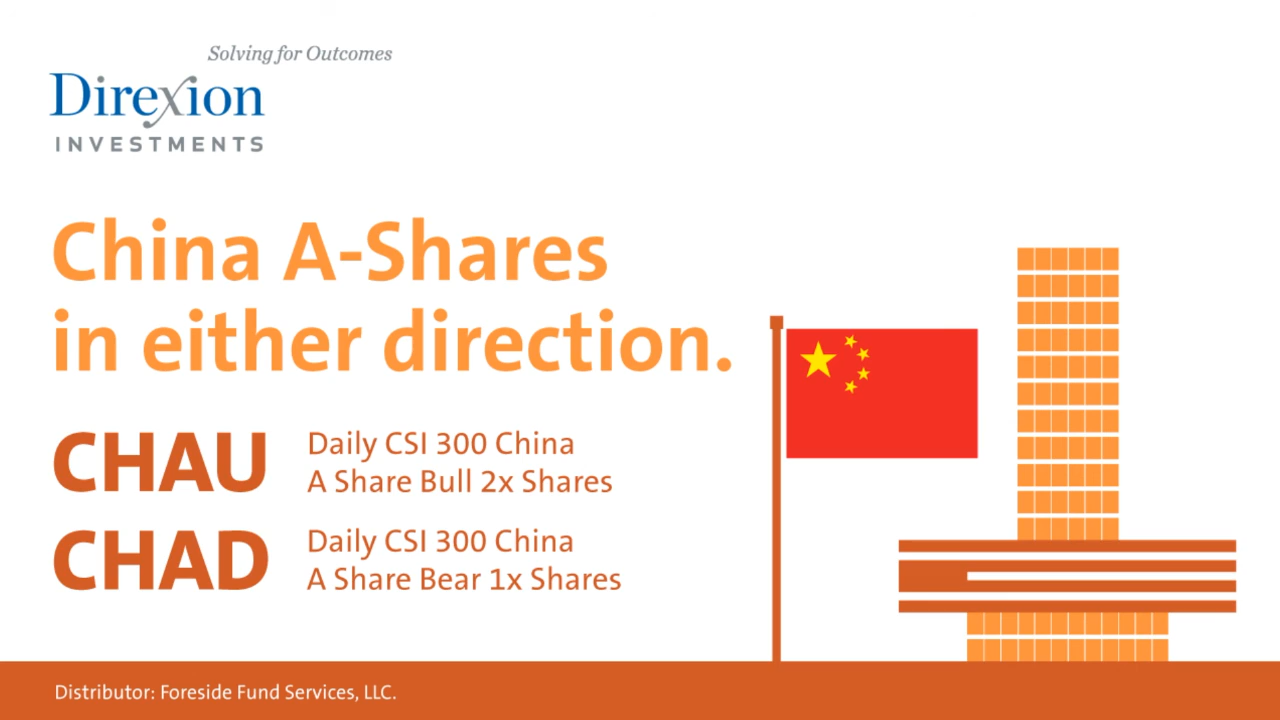 Solving for Outcomes
Direxion
INVESTMENTS
China A-Shares
in either direction.
CHAU
Daily CSI 300 China
A Share Bull 2x Shares
CHAD
Daily CSI 300 China
A Share Bear 1x Shares
Distributor: Foreside Fund Services, LLC.